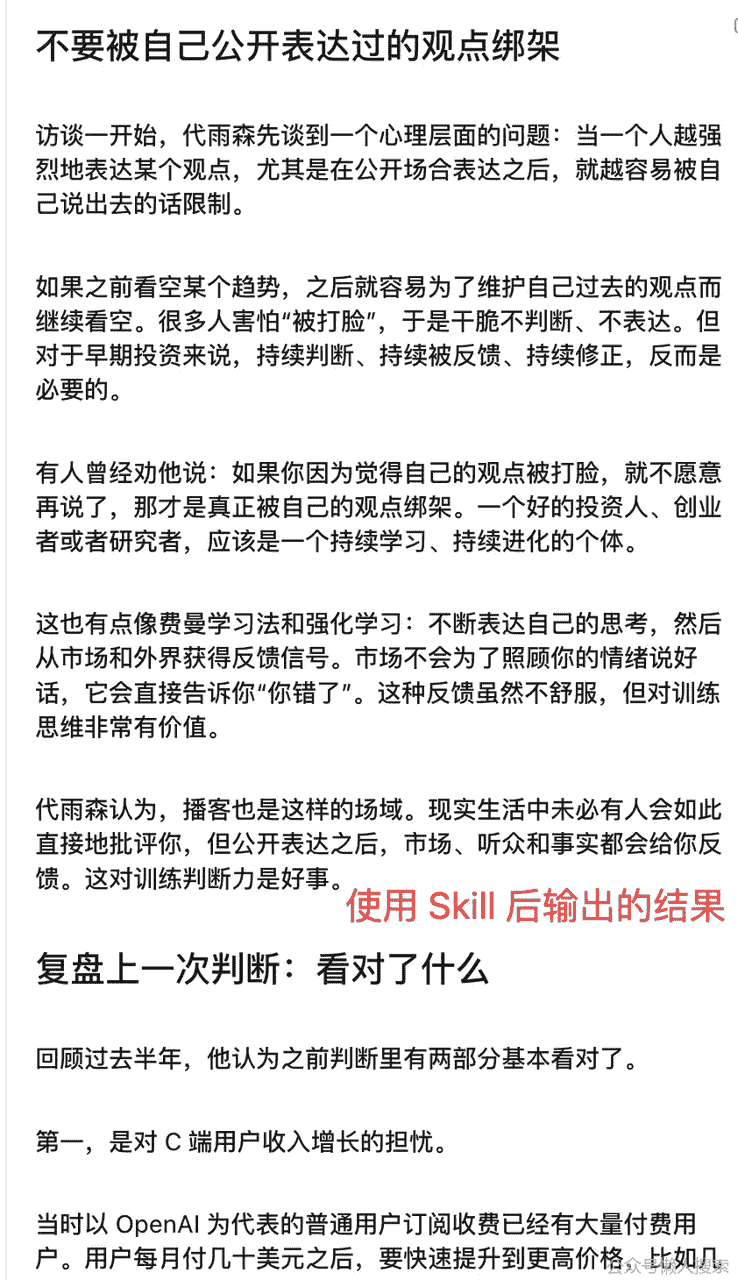 不要被自己公开表达过的观点绑架
访谈一开始，代雨森先谈到一个心理层面的问题：当一个人越强
烈地表达某个观点，尤其是在公开场合表达之后，就越容易被自
己说出去的话限制。
如果之前看空某个趋势，之后就容易为了维护自己过去的观点而
继续看空。很多人害怕“被打脸”，于是干脆不判断、不表达。但
对于早期投资来说，持续判断、持续被反馈、持续修正，反而是
必要的。
有人曾经劝他说：如果你因为觉得自己的观点被打脸，就不愿意
再说了，那才是真正被自己的观点绑架。一个好的投资人、创业
者或者研究者，应该是一个持续学习、持续进化的个体。
这也有点像费曼学习法和强化学习：不断表达自己的思考，然后
从市场和外界获得反馈信号。市场不会为了照顾你的情绪说好
话，它会直接告诉你“你错了”。这种反馈虽然不舒服，但对训练
思维非常有价值。
代雨森认为，播客也是这样的场域。现实生活中未必有人会如此
直接地批评你，但公开表达之后，市场、听众和事实都会给你反
馈。这对训练判断力是好事。
使用 Skill 后输出的结果
复盘上一次判断：看对了什么
回顾过去半年，他认为之前判断里有两部分基本看对了。
第一，是对 C 端用户收入增长的担忧。
当时以 OpenAI 为代表的普通用户订阅收费已经有大量付费用
户。用户每月付几十美元之后，要快速提升到更高价格，比如几
公众号懒人搜索